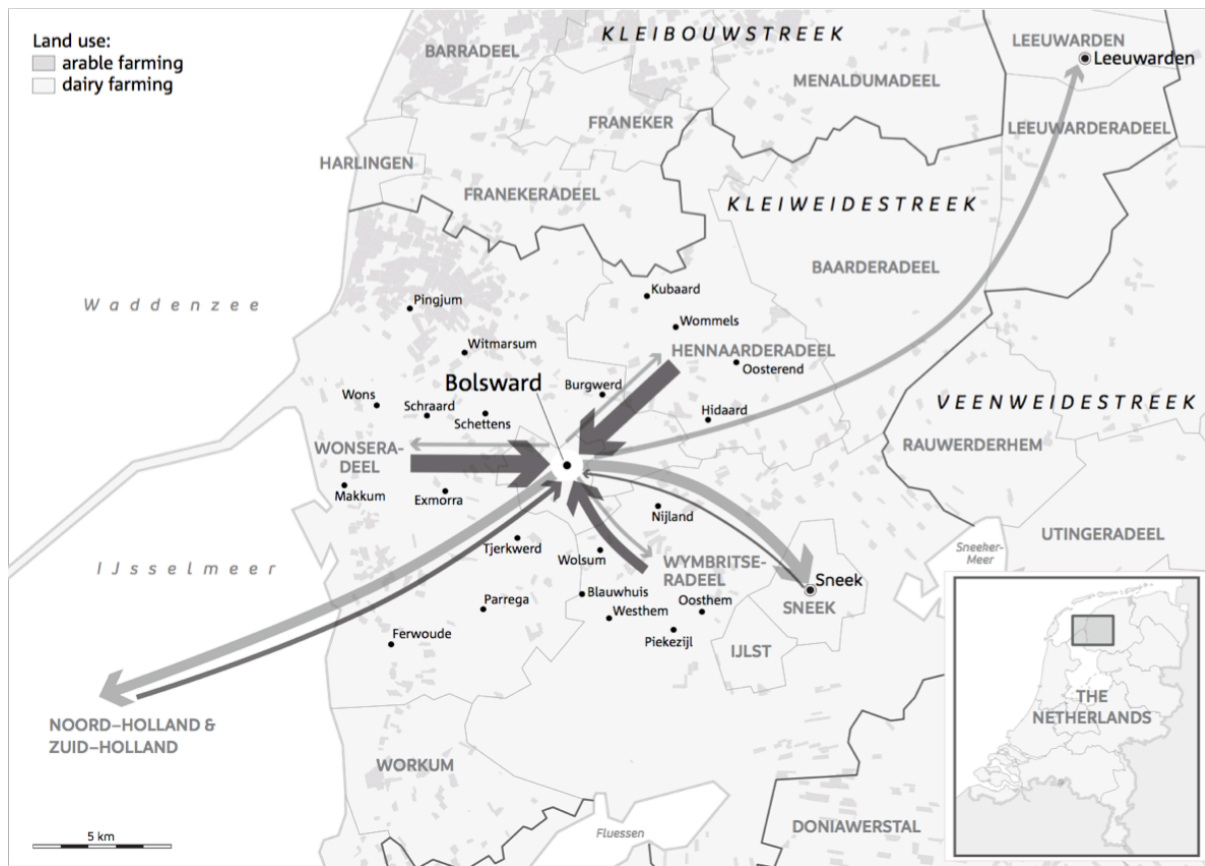 Land use:
arable farming
dairy farming
KLEIBOUWSTREEK
BARRADEEL
LEEUWARDEN
Leeuwarden
MENALDUMADEEL
FRANEKER
LEEUWARDERADEEL
HARLINGEN
FRANEKERADEEL
KLEIWEIDESTREEK
BAARDERADEEL
Waddenzee
Pingjum
Kubaard
Wommels
Witmarsum
HENNAARDERADEEL
Oosterend
Bolsward
Burgwerd
Wons
Schraard
Schettens
Hidaard
VEENWEIDESTREEK
RAUWERDERHEM
WONSERA-
DEEL
Makkum
Exmorra
Nijland
Tjerkwerd
Wolsum
WYMBRITSE-
RADEEL
Sneeker-
Meer
UTINGERADEEL
IJsselmeer
Sneek
SNEEK
Blauwhuis
Oosthem
Westhem
Parrega
Piekezijl
Ferwoude
IJLST
NOORD–HOLLAND &
ZUID–HOLLAND
THE
NETHERLANDS
WORKUM
Fluessen
DONIAWERSTAL
5 km